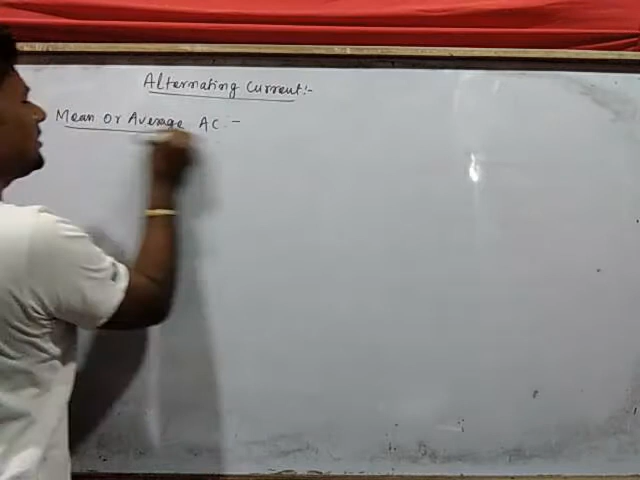 Alternating Current:-
Mean or Average AC :-